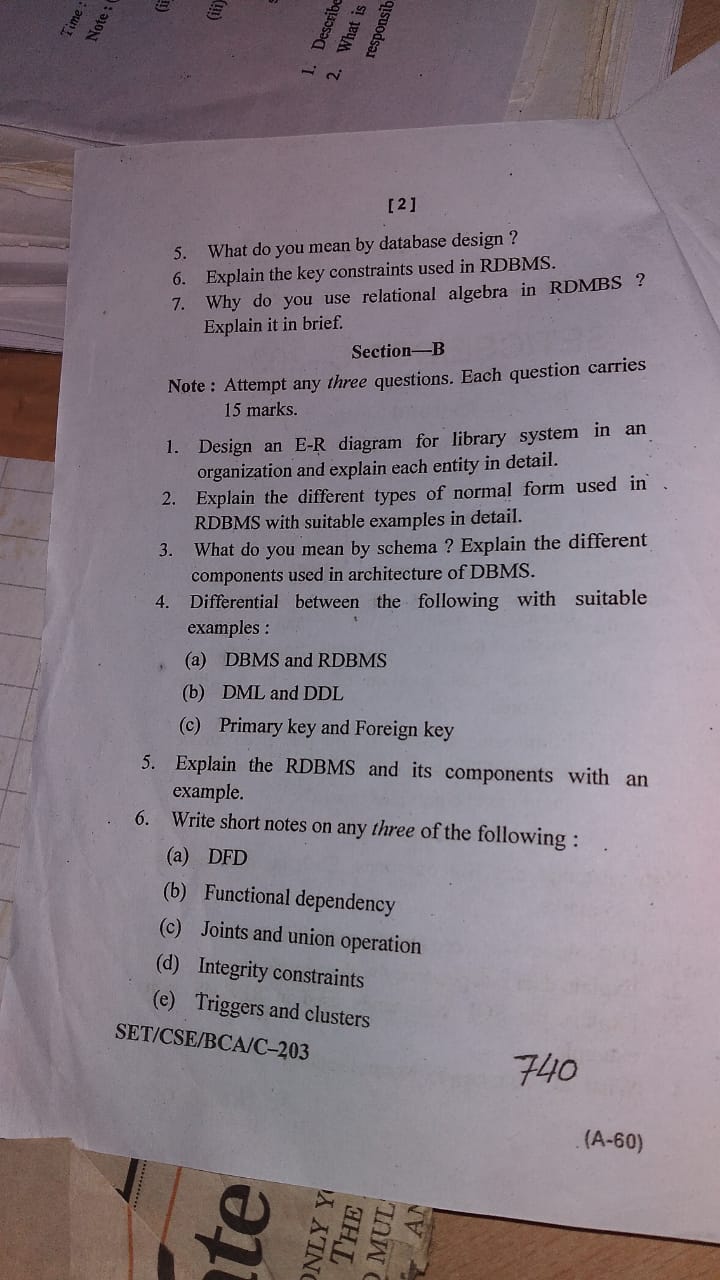 Time :
Note : (
(ii
(iii)
1. Describe
2. What is
responsib
[ 2 ]
5. What do you mean by database design ?
6. Explain the key constraints used in RDBMS.
7. Why do you use relational algebra in RDMBS ?
Explain it in brief.
Section—B
Note : Attempt any three questions. Each question carries
15 marks.
1. Design an E-R diagram for library system in an
organization and explain each entity in detail.
2. Explain the different types of normal form used in
RDBMS with suitable examples in detail.
3. What do you mean by schema ? Explain the different
components used in architecture of DBMS.
4. Differential between the following with suitable
examples :
(a) DBMS and RDBMS
(b) DML and DDL
(c) Primary key and Foreign key
5. Explain the RDBMS and its components with an
example.
6. Write short notes on any three of the following :
(a) DFD
(b) Functional dependency
(c) Joints and union operation
(d) Integrity constraints
(e) Triggers and clusters
SET/CSE/BCA/C–203
740
(A-60)
te
ONLY Y
THE
MUL
AN